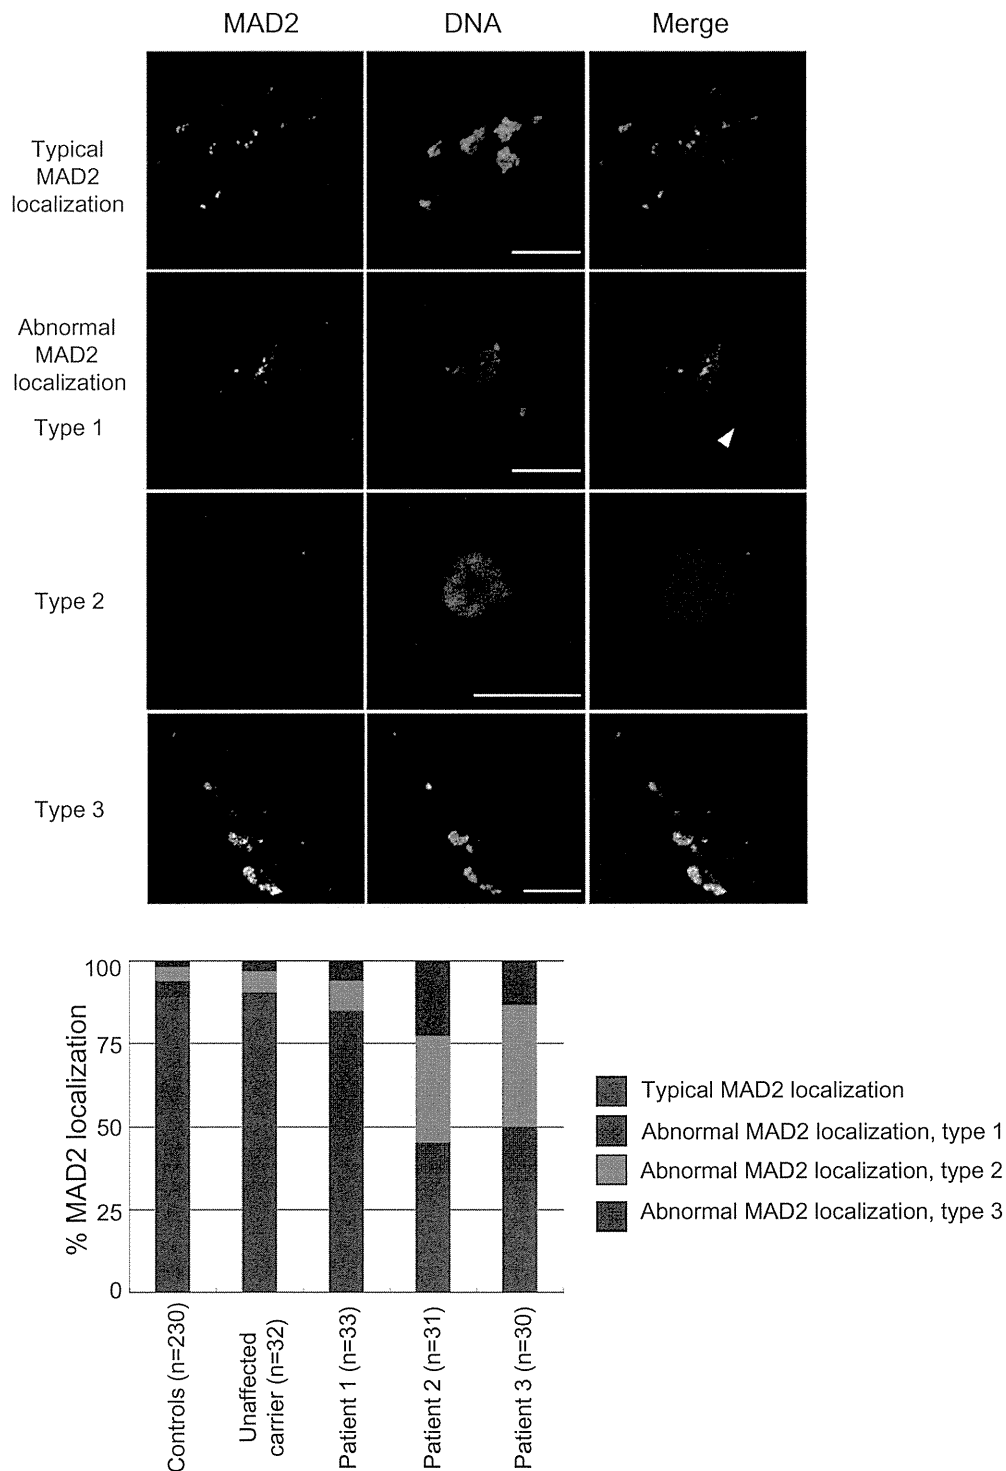 MAD2 DNA Merge
Typical
MAD2
localization
Abnormal
MAD2
localization
Type 1
Type 2
Type 3
% MAD2 localization
100
75
50
25
0
Controls (n=230)
Unaffected
carrier (n=32)
Patient 1 (n=33)
Patient 2 (n=31)
Patient 3 (n=30)
Typical MAD2 localization
Abnormal MAD2 localization, type 1
Abnormal MAD2 localization, type 2
Abnormal MAD2 localization, type 3